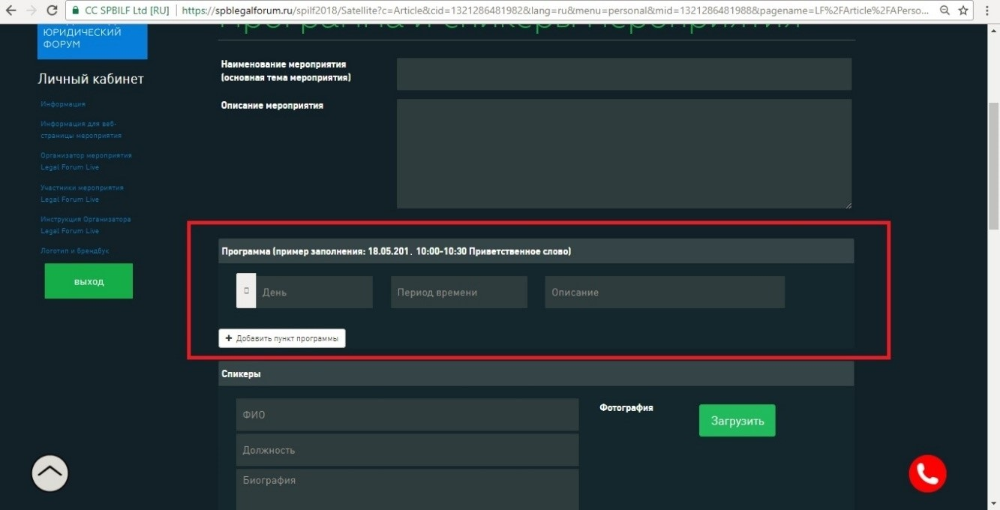 CC SPBILF Ltd [RU]
https://spblegalforum.ru/spilf2018/Satellite?c=Article&cid=1321286481982&lang=ru&menu=personal&mid=1321286481988&pagename=LF%2FArticle%2FAPerso...
ЮРИДИЧЕСКИЙ
ФОРУМ
Программа и спикеры мероприятия
Личный кабинет
Информация
Информация для веб-
страницы мероприятия
Организатор мероприятия
Legal Forum Live
Участники мероприятия
Legal Forum Live
Инструкция Организатора
Legal Forum Live
Логотип и брендбук
выход
Наименование мероприятия
(основная тема мероприятия)
Описание мероприятия
Программа (пример заполнения: 18.05.201. 10:00-10:30 Приветственное слово)
День
Период времени
Описание
+ Добавить пункт программы
Спикеры
ФИО
Должность
Биография
Фотография
Загрузить